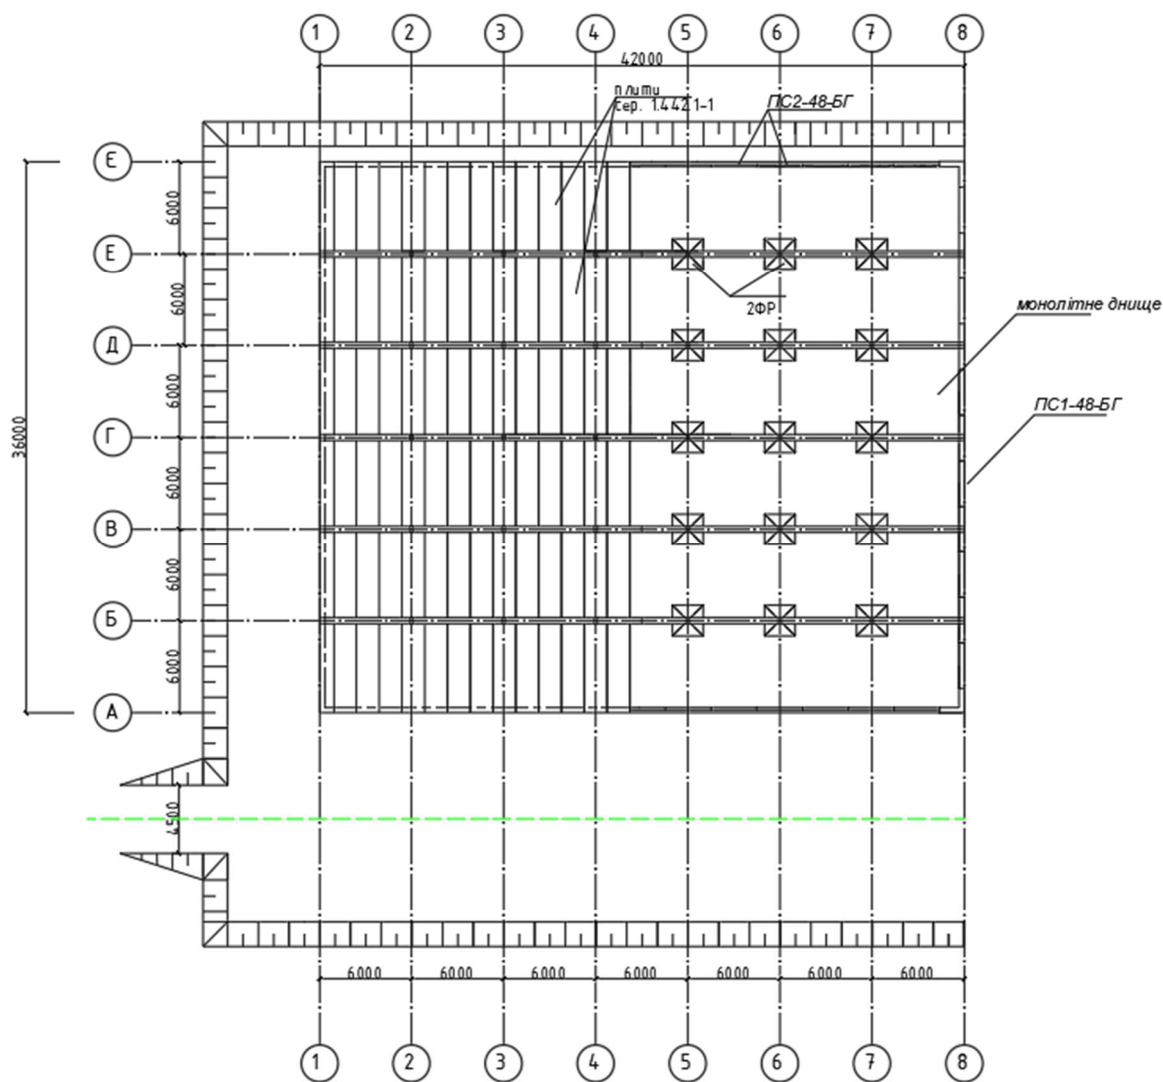 1 2 3 4 5 6 7 8
42000
плити
сер. 1.442.1-1
ПС2-48-БГ
Е
6000
Е
2ФР
6000
монолітне днище
Д
6000
ПС1-48-БГ
36000
Г
6000
В
6000
Б
6000
А
4500
6000 6000 6000 6000 6000 6000 6000
1 2 3 4 5 6 7 8